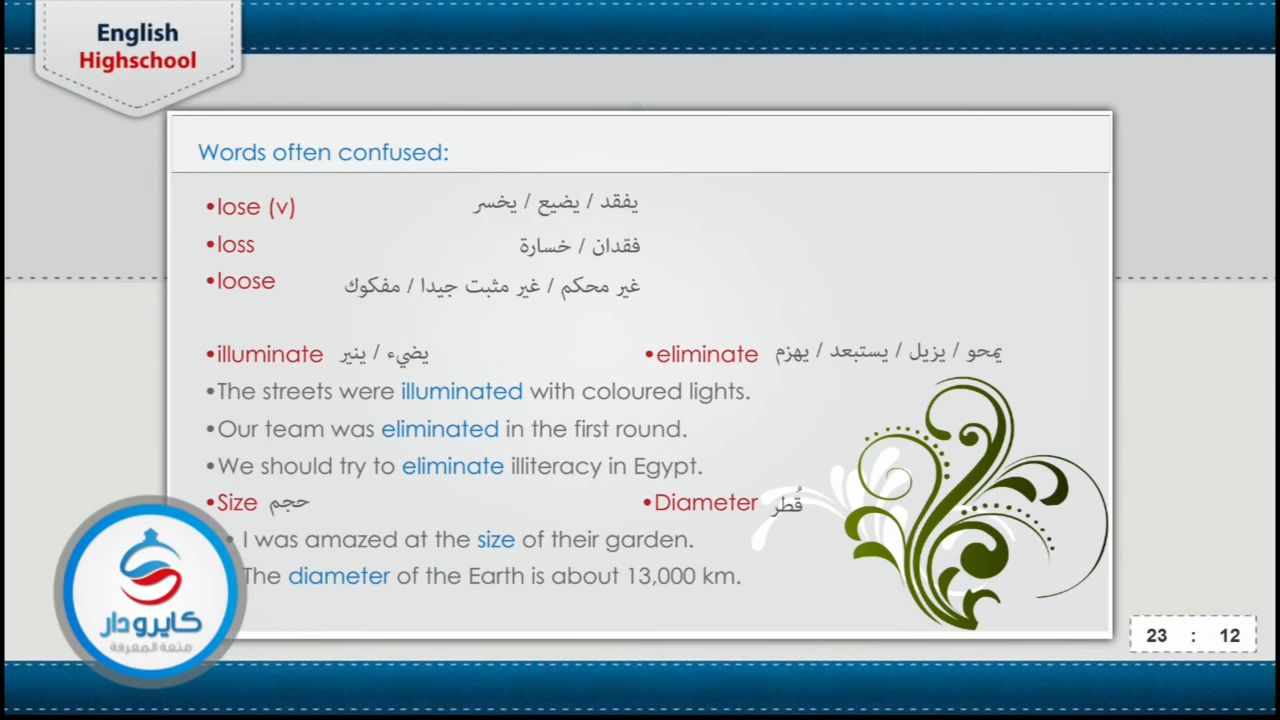 English
Highschool
Words often confused:
•lose (v) يفقد / يضيع / يخسر
•loss فقدان / خسارة
•loose غير محكم / غير مثبت جيدا / مفكوك
•illuminate يضيء / ينير •eliminate يمحو / يزيل / يستبعد / يهزم
•The streets were illuminated with coloured lights.
•Our team was eliminated in the first round.
•We should try to eliminate illiteracy in Egypt.
•Size حجم •Diameter قُطر
• I was amazed at the size of their garden.
The diameter of the Earth is about 13,000 km.
كايرودار
متعة المعرفة
23 : 12